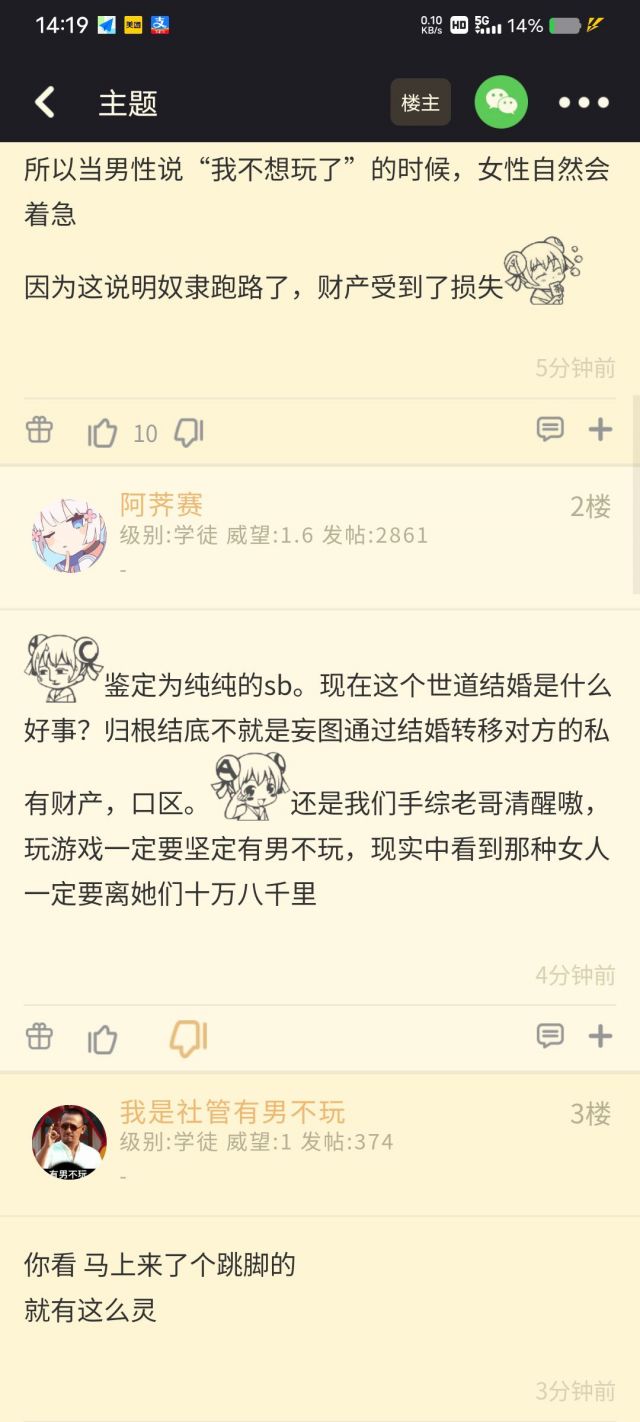 14:19
美团
支
0.10
KB/s
HD
5G
14%
主题
楼主
所以当男性说“我不想玩了”的时候，女性自然会
着急
因为这说明奴隶跑路了，财产受到了损失
5分钟前
10
阿荠赛
2楼
级别:学徒 威望:1.6 发帖:2861
-
鉴定为纯纯的sb。现在这个世道结婚是什么
好事？归根结底不就是妄图通过结婚转移对方的私
有财产，口区。还是我们手综老哥清醒嗷，
玩游戏一定要坚定有男不玩，现实中看到那种女人
一定要离她们十万八千里
4分钟前
我是社管有男不玩
3楼
级别:学徒 威望:1 发帖:374
-
有男不玩
你看 马上来了个跳脚的
就有这么灵
3分钟前